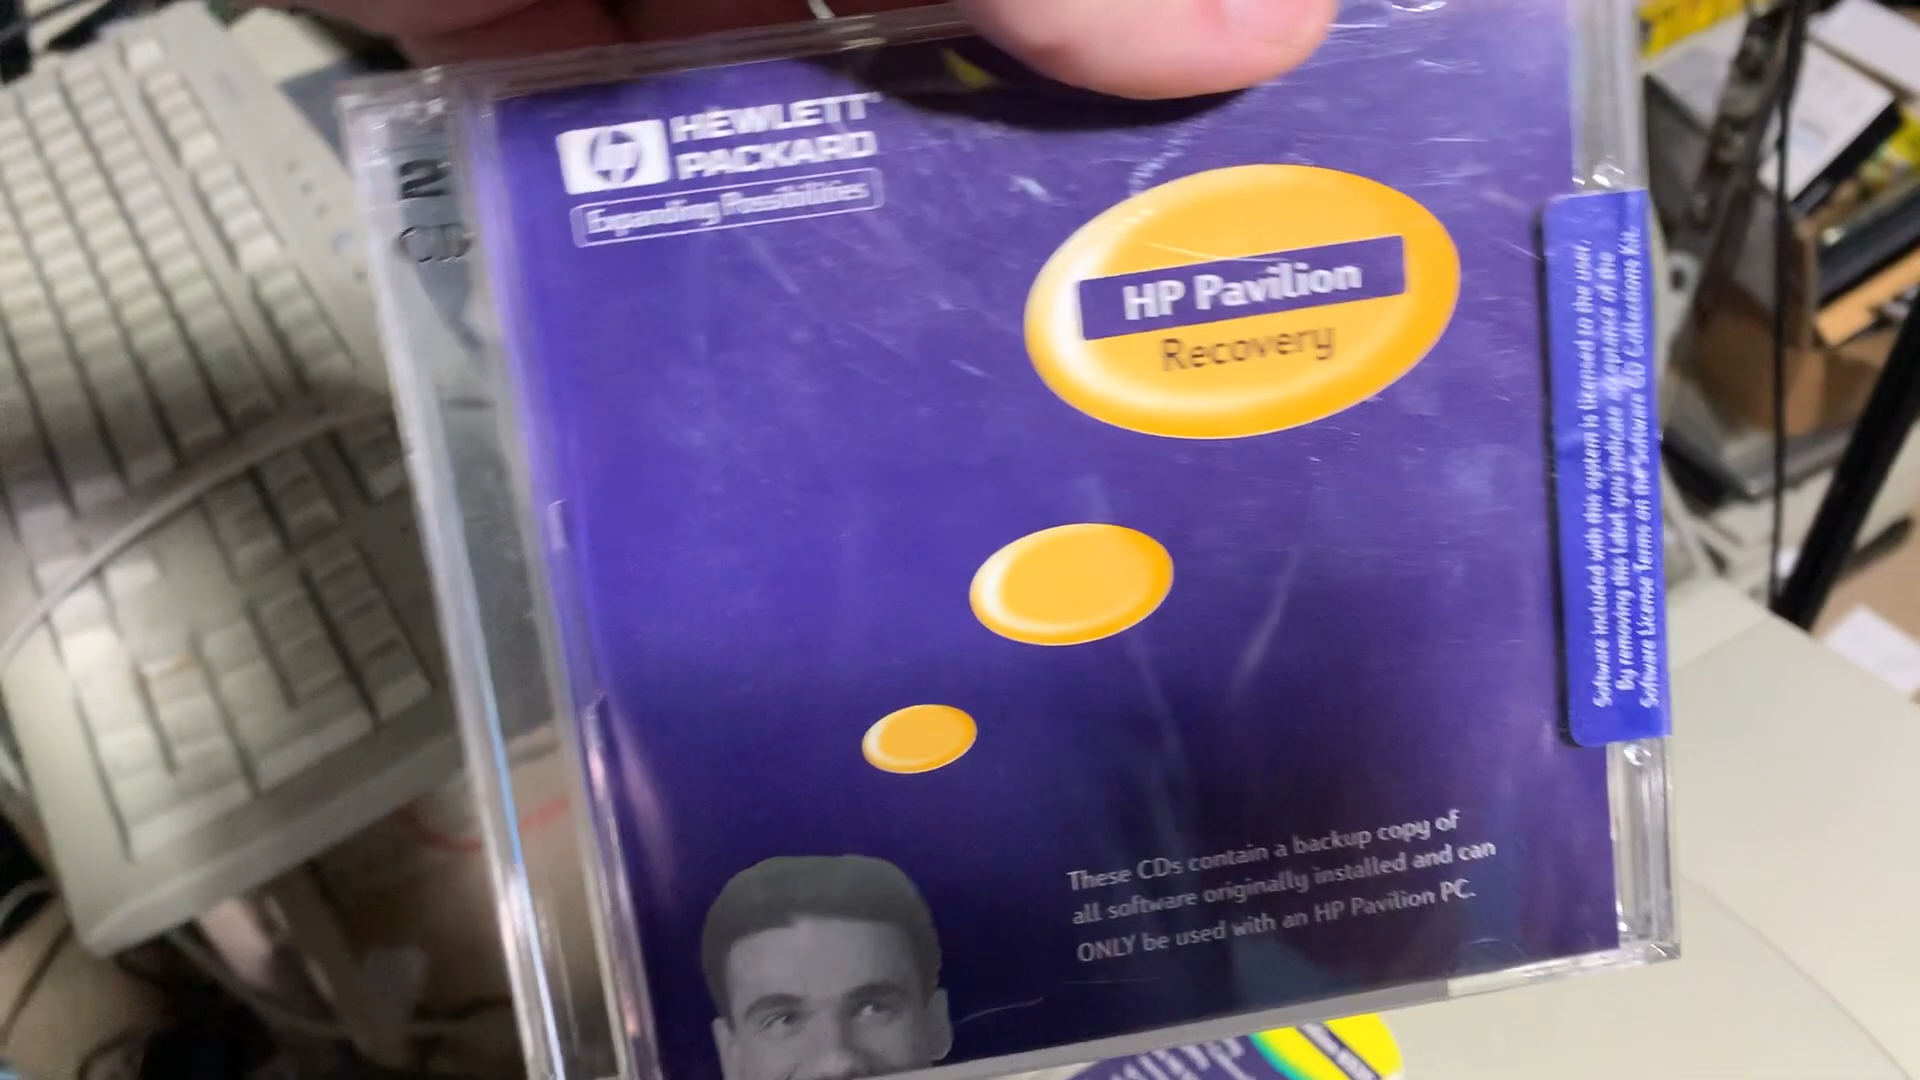 2
CD
hp
HEWLETT
PACKARD
Expanding Possibilities
HP Pavilion
Recovery
Software included with this system is licensed to the user.
By removing this label you indicate acceptance of the
Software License Terms on the Software CD Collections Kit.
These CDs contain a backup copy of
all software originally installed and can
ONLY be used with an HP Pavilion PC.